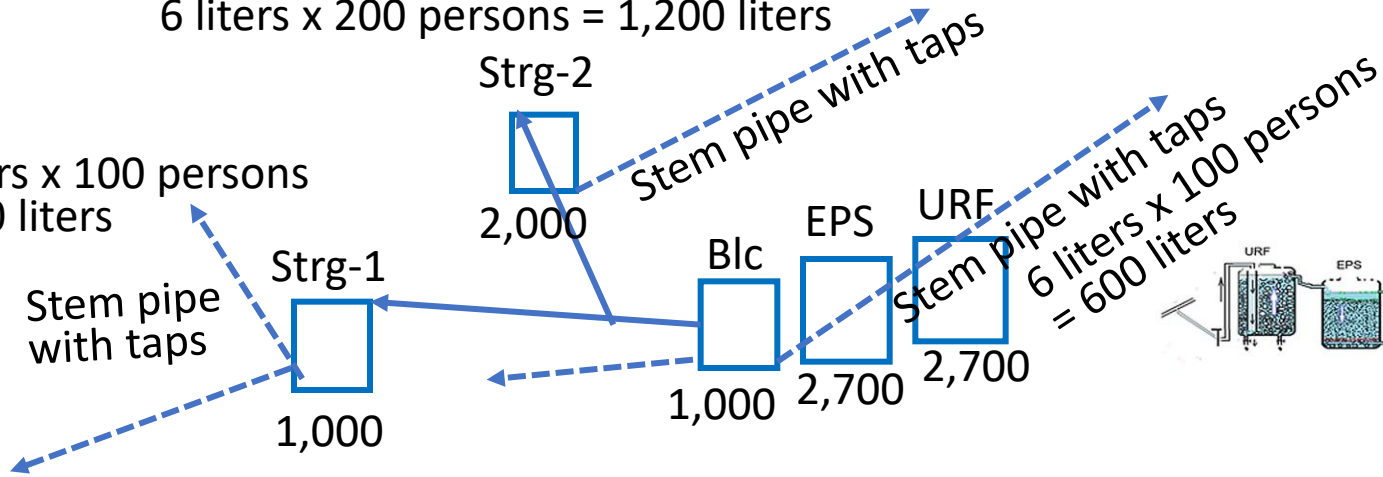 6 liters x 200 persons = 1,200 liters
Strg-2
Stem pipe with taps
2,000
rs x 100 persons
liters
Strg-1
Stem pipe
with taps
1,000
Blc
1,000
EPS
2,700
URF
2,700
Stem pipe with taps
6 liters x 100 persons
= 600 liters
URF
EPS